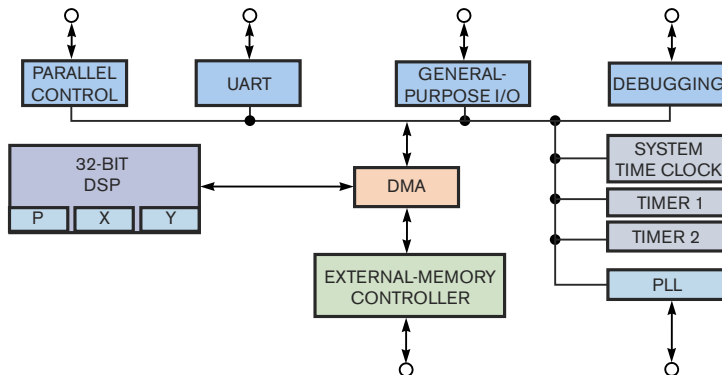 PARALLEL
CONTROL
UART
GENERAL-
PURPOSE I/O
DEBUGGING
32-BIT
DSP
P
X
Y
DMA
SYSTEM
TIME CLOCK
TIMER 1
TIMER 2
EXTERNAL-MEMORY
CONTROLLER
PLL